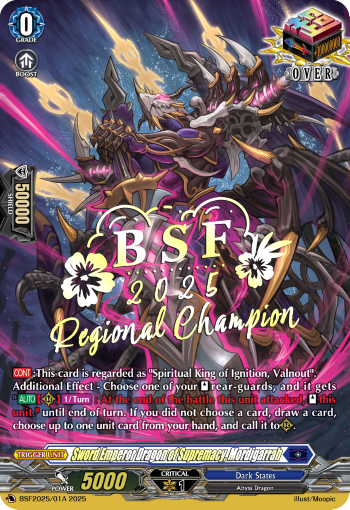 0
GRADE
BOOST
OVER
50000
SHIELD
BSF
2025
Regional Champion
CONT:This card is regarded as "Spiritual King of Ignition, Valnout".
Additional Effect - Choose one of your rear-guards, and it gets
"AUTO 1/Turn : At the end of the battle this unit attacked, this
unit" until end of turn. If you did not choose a card, draw a card,
choose up to one unit card from your hand, and call it to .
TRIGGER UNIT Sword Emperor Dragon of Supremacy, Mordigarrah
POWER 5000
CRITICAL
1
Dark States
Abyss Dragon
BSF2025/01A 2025
illust/Moopic